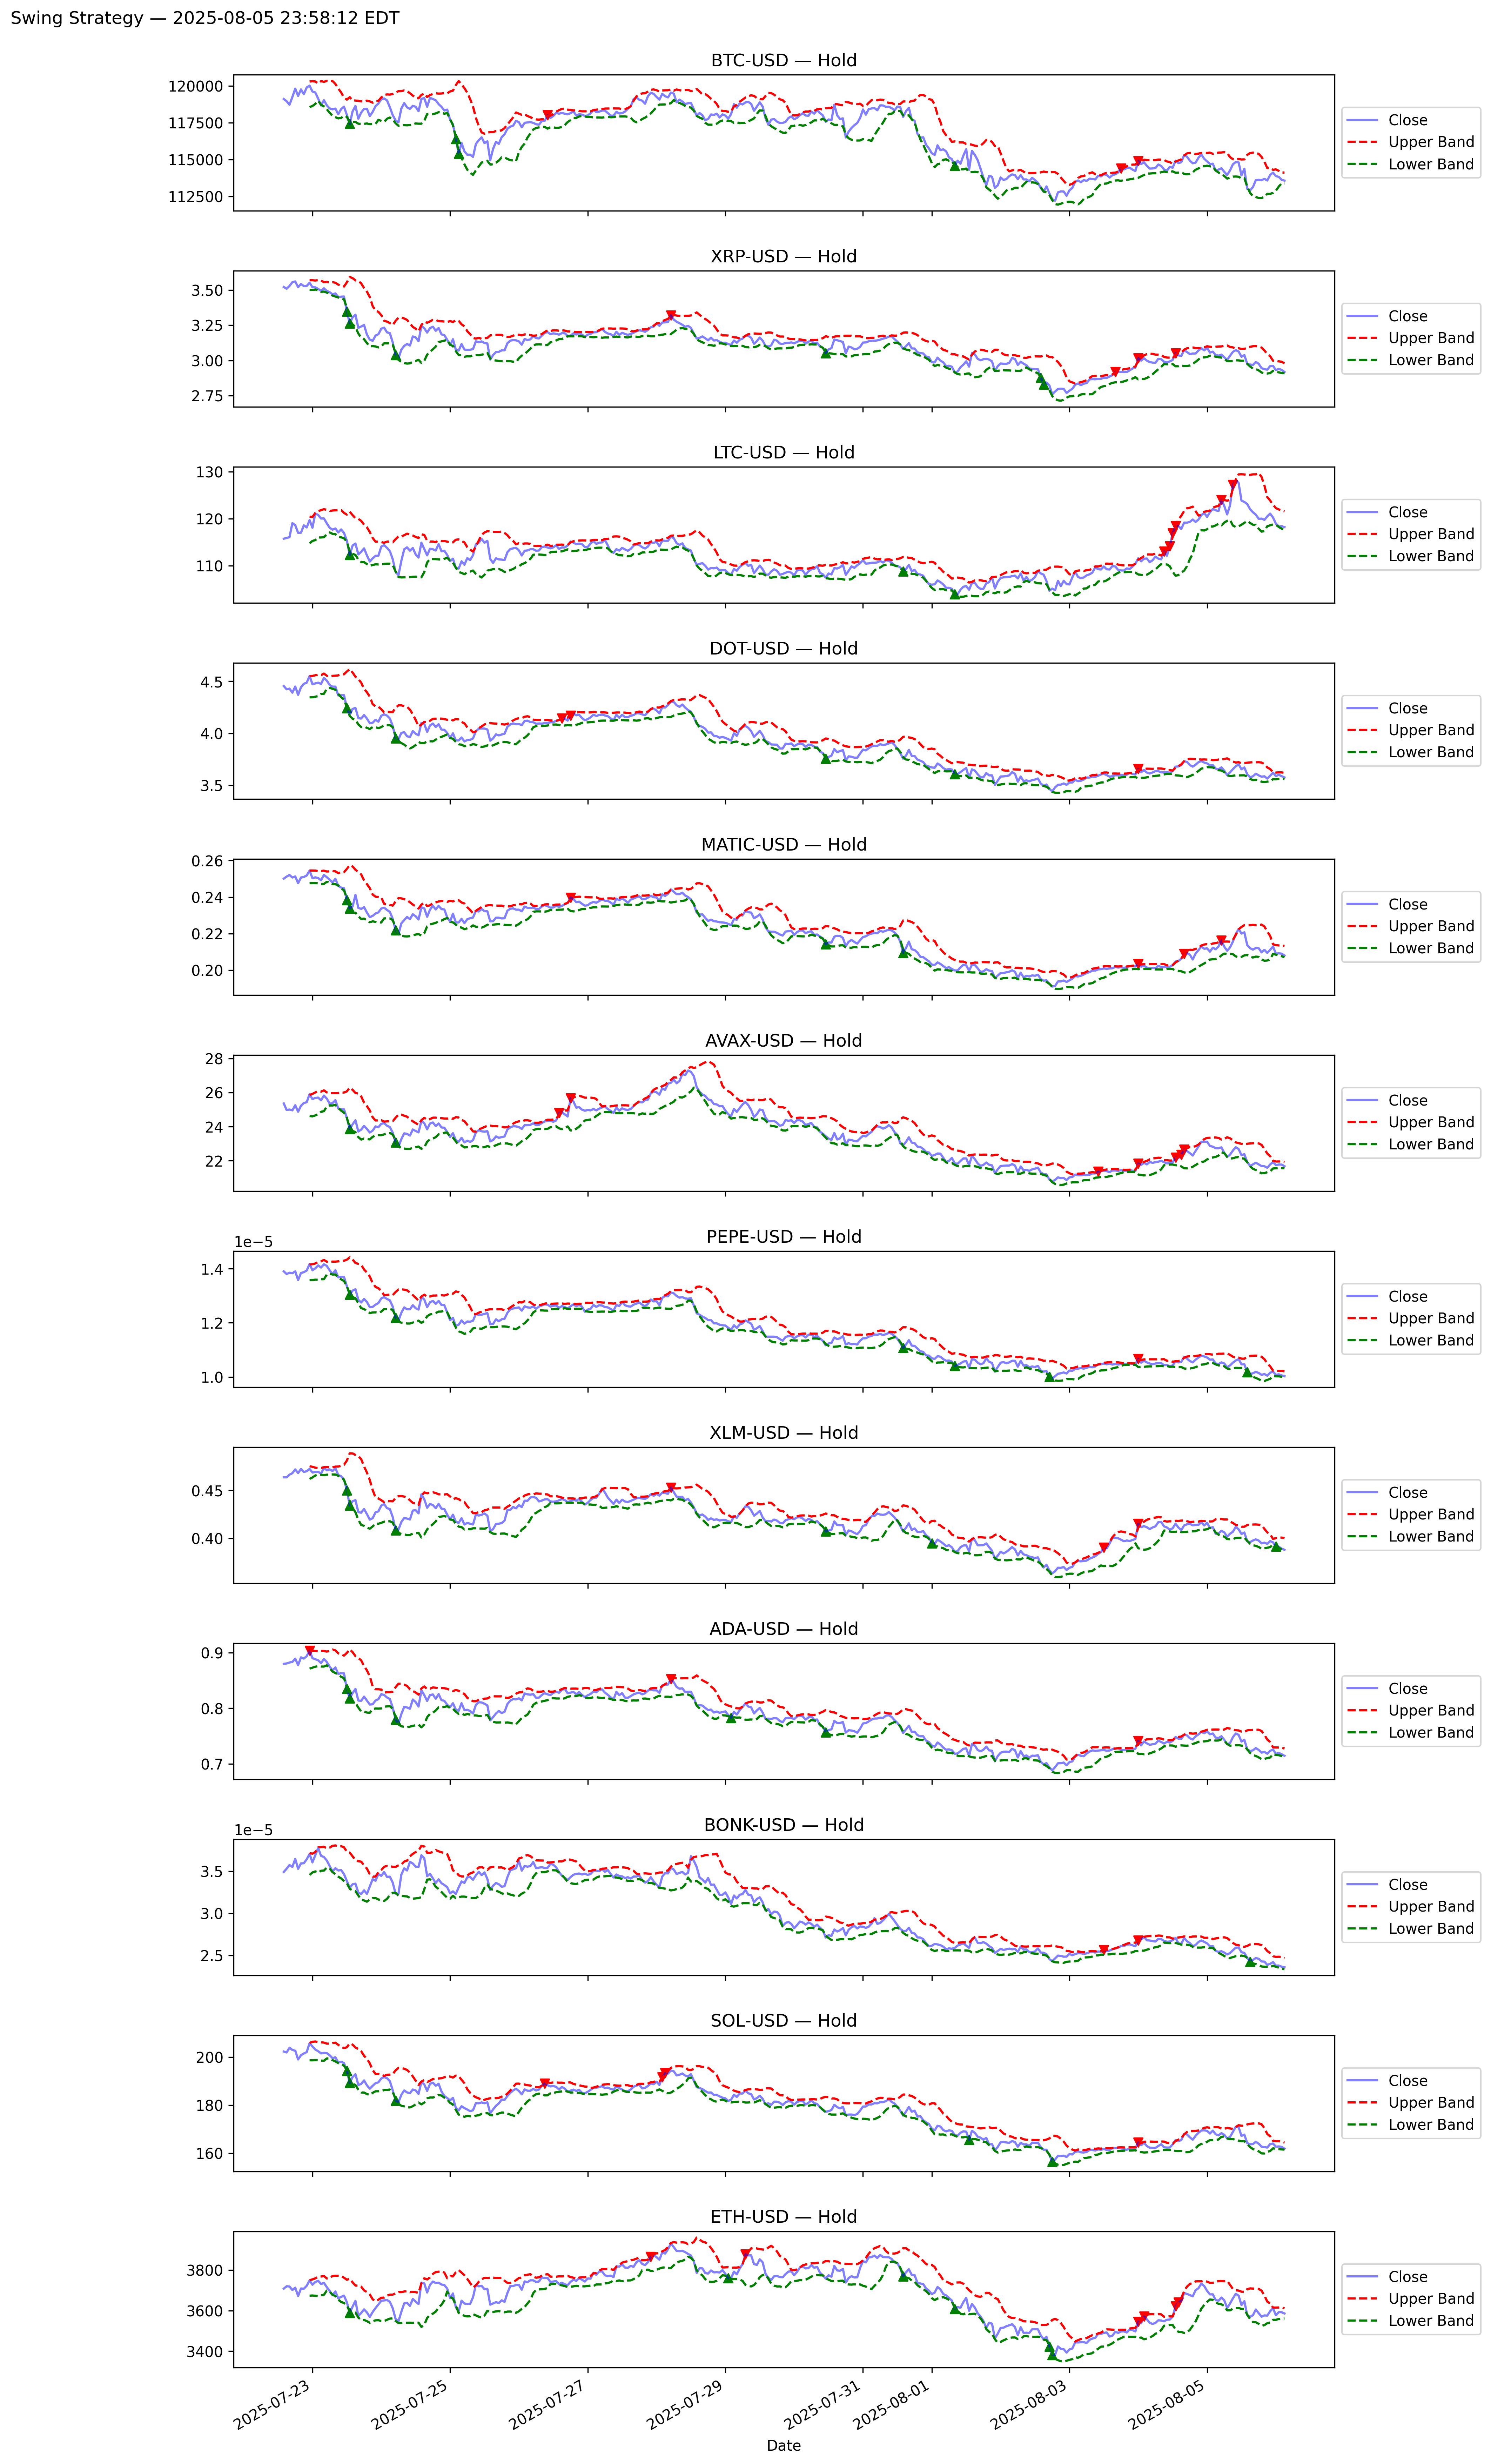 Swing Strategy — 2025-08-05 23:58:12 EDT
BTC-USD — Hold
120000
117500
115000
112500
Close
Upper Band
Lower Band
XRP-USD — Hold
3.50
3.25
3.00
2.75
Close
Upper Band
Lower Band
LTC-USD — Hold
130
120
110
Close
Upper Band
Lower Band
DOT-USD — Hold
4.5
4.0
3.5
Close
Upper Band
Lower Band
MATIC-USD — Hold
0.26
0.24
0.22
0.20
Close
Upper Band
Lower Band
AVAX-USD — Hold
28
26
24
22
Close
Upper Band
Lower Band
PEPE-USD — Hold
1e−5
1.4
1.2
1.0
Close
Upper Band
Lower Band
XLM-USD — Hold
0.45
0.40
Close
Upper Band
Lower Band
ADA-USD — Hold
0.9
0.8
0.7
Close
Upper Band
Lower Band
BONK-USD — Hold
1e−5
3.5
3.0
2.5
Close
Upper Band
Lower Band
SOL-USD — Hold
200
180
160
Close
Upper Band
Lower Band
ETH-USD — Hold
3800
3600
3400
Close
Upper Band
Lower Band
2025-07-23
2025-07-25
2025-07-27
2025-07-29
2025-07-31
2025-08-01
2025-08-03
2025-08-05
Date